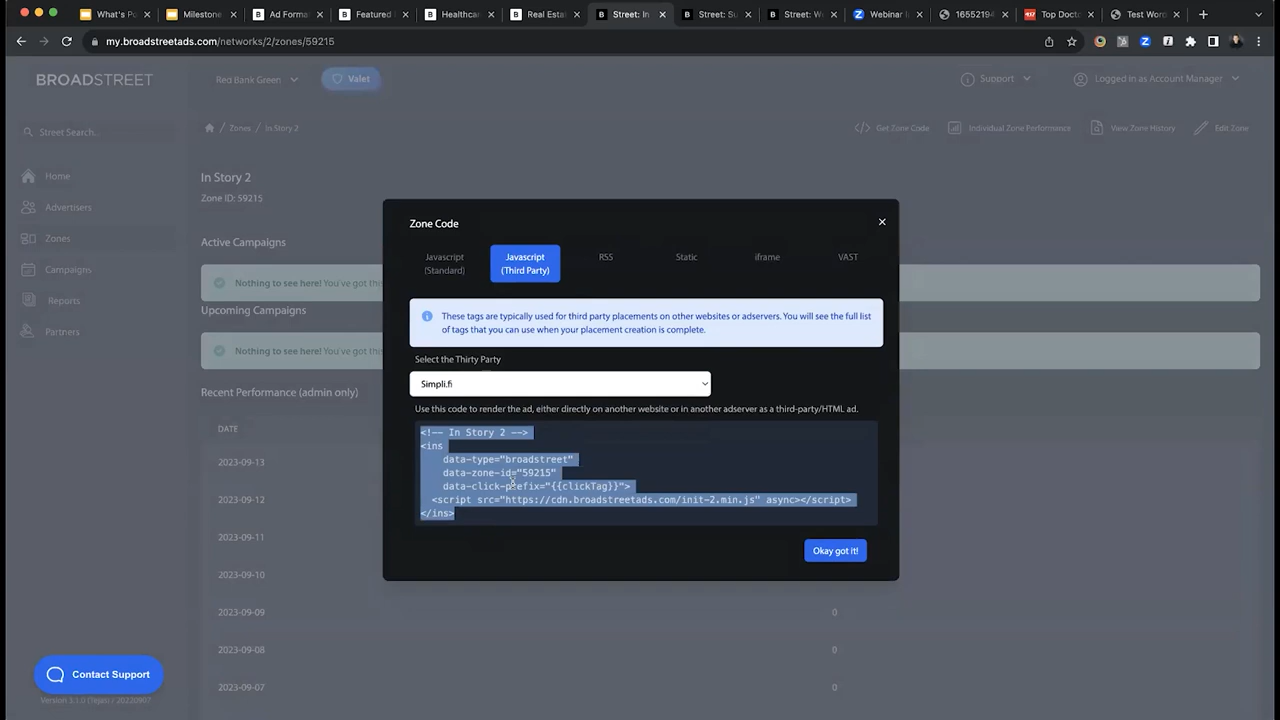 What's Po
Milestone
Ad Forma
Featured
Healthcar
Real Esta
Street: In
Street: Su
Street: W
Webinar I
16552194
Top Doct
Test Word
my.broadstreetads.com/networks/2/zones/59215
BROADSTREET
Red Bank Green
Valet
Support
Logged in as Account Manager
Street Search..
Zones / In Story 2
Get Zone Code
Individual Zone Performance
View Zone History
Edit Zone
Home
Advertisers
Zones
Campaigns
Reports
Partners
In Story 2
Zone ID: 59215
Active Campaigns
Nothing to see here! You've got this
Upcoming Campaigns
Nothing to see here! You've got this
Recent Performance (admin only)
DATE
2023-09-13
2023-09-12
2023-09-11
2023-09-10
2023-09-09
0
2023-09-08
0
2023-09-07
0
Zone Code
Javascript
(Standard)
Javascript
(Third Party)
RSS
Static
iframe
VAST
These tags are typically used for third party placements on other websites or adservers. You will see the full list
of tags that you can use when your placement creation is complete.
Select the Thirty Party
Simpli.fi
Use this code to render the ad, either directly on another website or in another adserver as a third-party/HTML ad.
<!-- In Story 2 -->
<ins
data-type="broadstreet"
data-zone-id="59215"
data-click-prefix="{{clickTag}}">
<script src="https://cdn.broadstreetads.com/init-2.min.js" async></script>
</ins>
Okay got it!
Contact Support
Version 3.1.0 (Tejas) / 20220907